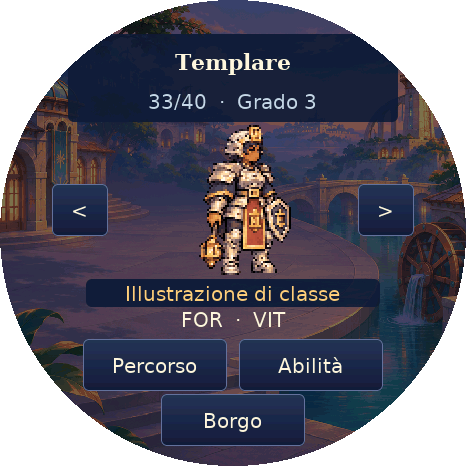 Templare
33/40 · Grado 3
< >
Illustrazione di classe
FOR · VIT
Percorso Abilità
Borgo